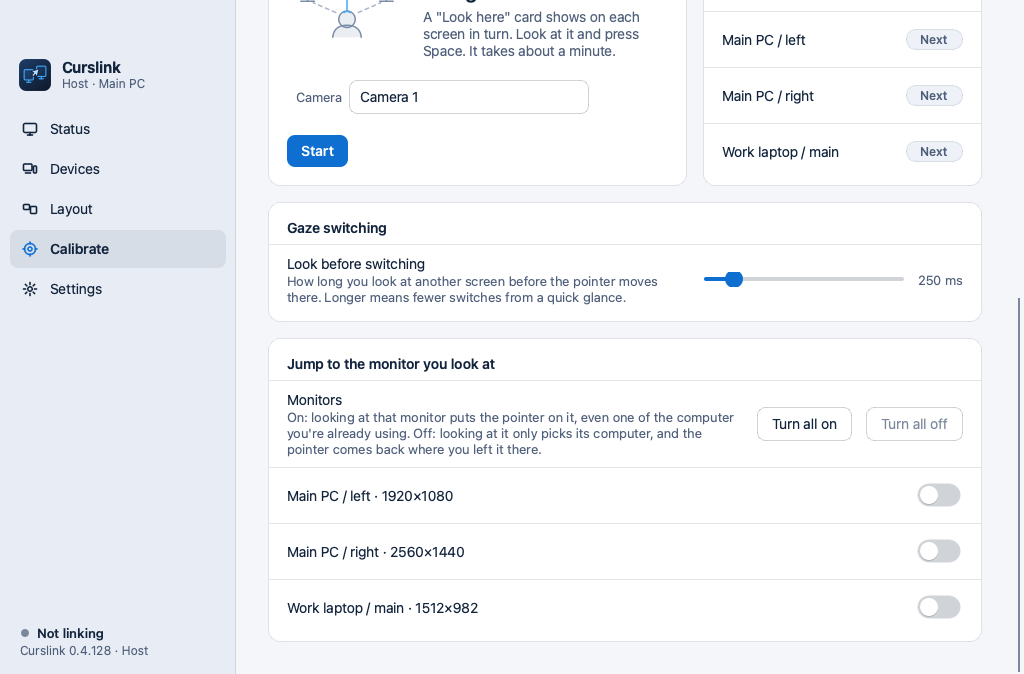 Curslink
Host · Main PC
Status
Devices
Layout
Calibrate
Settings
Not linking
Curslink 0.4.128 · Host
A "Look here" card shows on each
screen in turn. Look at it and press
Space. It takes about a minute.
Camera
Camera 1
Start
Main PC / left
Next
Main PC / right
Next
Work laptop / main
Next
Gaze switching
Look before switching
How long you look at another screen before the pointer moves
there. Longer means fewer switches from a quick glance.
250 ms
Jump to the monitor you look at
Monitors
On: looking at that monitor puts the pointer on it, even one of the computer
you're already using. Off: looking at it only picks its computer, and the
pointer comes back where you left it there.
Turn all on
Turn all off
Main PC / left · 1920×1080
Main PC / right · 2560×1440
Work laptop / main · 1512×982